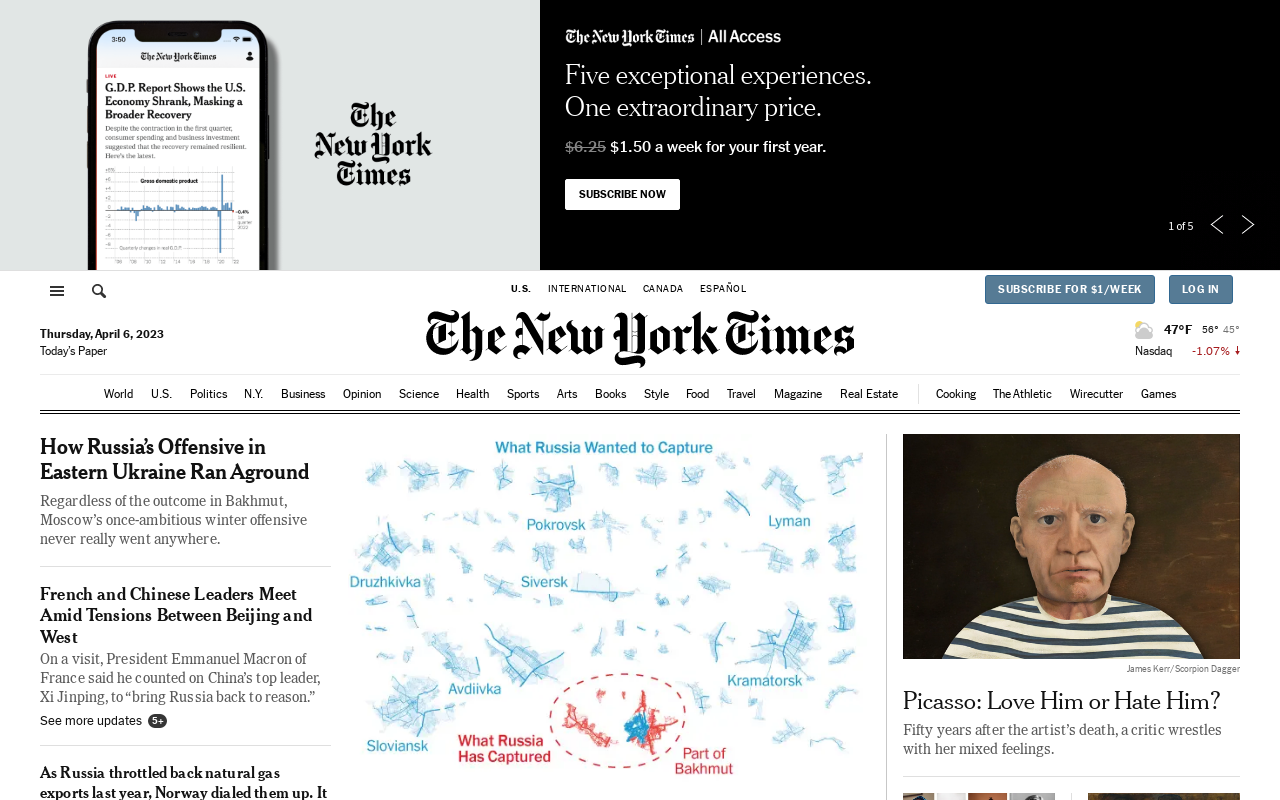 3:50
The New York Times
LIVE
G.D.P. Report Shows the U.S.
Economy Shrank, Masking a
Broader Recovery
Despite the contraction in the first quarter,
consumer spending and business investment
suggested that the recovery remained resilient.
Here's the latest.
Gross domestic product
-0.4%
Quarterly changes in real G.D.P.
The
New York
Times
The New York Times | All Access
Five exceptional experiences.
One extraordinary price.
$6.25 $1.50 a week for your first year.
SUBSCRIBE NOW
1 of 5
U.S. INTERNATIONAL CANADA ESPAÑOL
SUBSCRIBE FOR $1/WEEK LOG IN
Thursday, April 6, 2023
Today's Paper
The New York Times
47°F 56° 45°
Nasdaq -1.07%
World U.S. Politics N.Y. Business Opinion Science Health Sports Arts Books Style Food Travel Magazine Real Estate Cooking The Athletic Wirecutter Games
How Russia's Offensive in
Eastern Ukraine Ran Aground
Regardless of the outcome in Bakhmut,
Moscow's once-ambitious winter offensive
never really went anywhere.
French and Chinese Leaders Meet
Amid Tensions Between Beijing and
West
On a visit, President Emmanuel Macron of
France said he counted on China's top leader,
Xi Jinping, to “bring Russia back to reason.”
See more updates 5+
As Russia throttled back natural gas
exports last year, Norway dialed them up. It
What Russia Wanted to Capture
Pokrovsk
Lyman
Druzhkivka
Siversk
Avdiivka
Kramatorsk
Sloviansk
What Russia
Has Captured
Part of
Bakhmut
James Kerr/Scorpion Dagger
Picasso: Love Him or Hate Him?
Fifty years after the artist's death, a critic wrestles
with her mixed feelings.